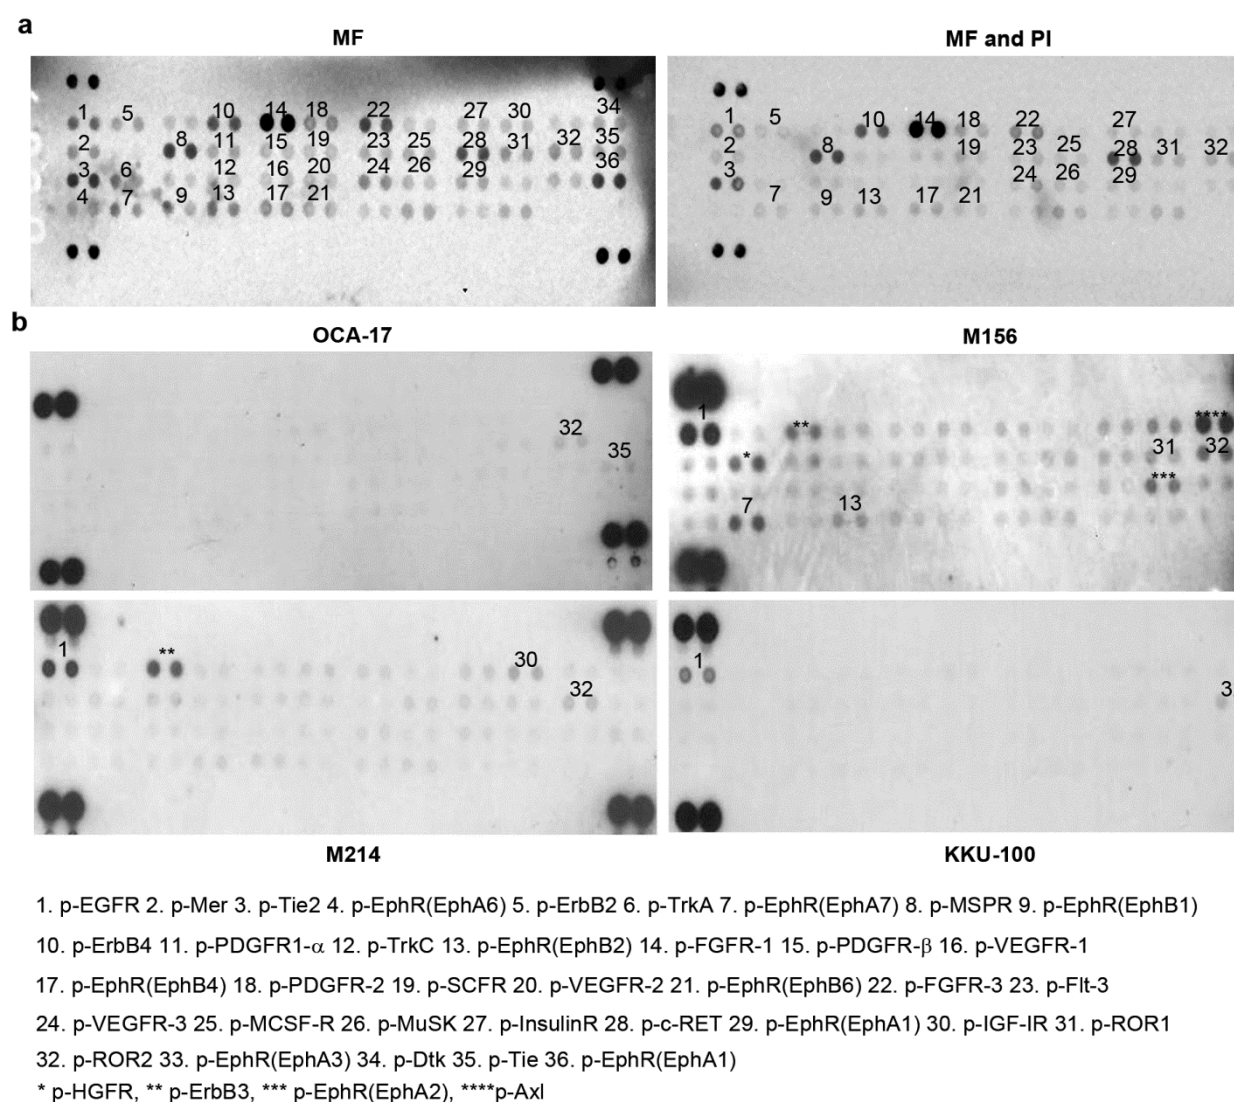 a
MF
MF and PI
1 5 10 14 18 22 27 30 34
2 8 11 15 19 23 25 28 31 32 35
3 6 12 16 20 24 26 29 36
4 7 9 13 17 21
1 5 10 14 18 22 27
2 8 19 23 25 28 31 32
3 24 26 29
7 9 13 17 21
b
OCA-17
M156
32
35
1 ** ****
* 31 32
***
7 13
1 ** 30
32
1
3
M214
KKU-100
1. p-EGFR 2. p-Mer 3. p-Tie2 4. p-EphR(EphA6) 5. p-ErbB2 6. p-TrkA 7. p-EphR(EphA7) 8. p-MSPR 9. p-EphR(EphB1)
10. p-ErbB4 11. p-PDGFR1-α 12. p-TrkC 13. p-EphR(EphB2) 14. p-FGFR-1 15. p-PDGFR-β 16. p-VEGFR-1
17. p-EphR(EphB4) 18. p-PDGFR-2 19. p-SCFR 20. p-VEGFR-2 21. p-EphR(EphB6) 22. p-FGFR-3 23. p-Flt-3
24. p-VEGFR-3 25. p-MCSF-R 26. p-MuSK 27. p-InsulinR 28. p-c-RET 29. p-EphR(EphA1) 30. p-IGF-IR 31. p-ROR1
32. p-ROR2 33. p-EphR(EphA3) 34. p-Dtk 35. p-Tie 36. p-EphR(EphA1)
* p-HGFR, ** p-ErbB3, *** p-EphR(EphA2), ****p-Axl